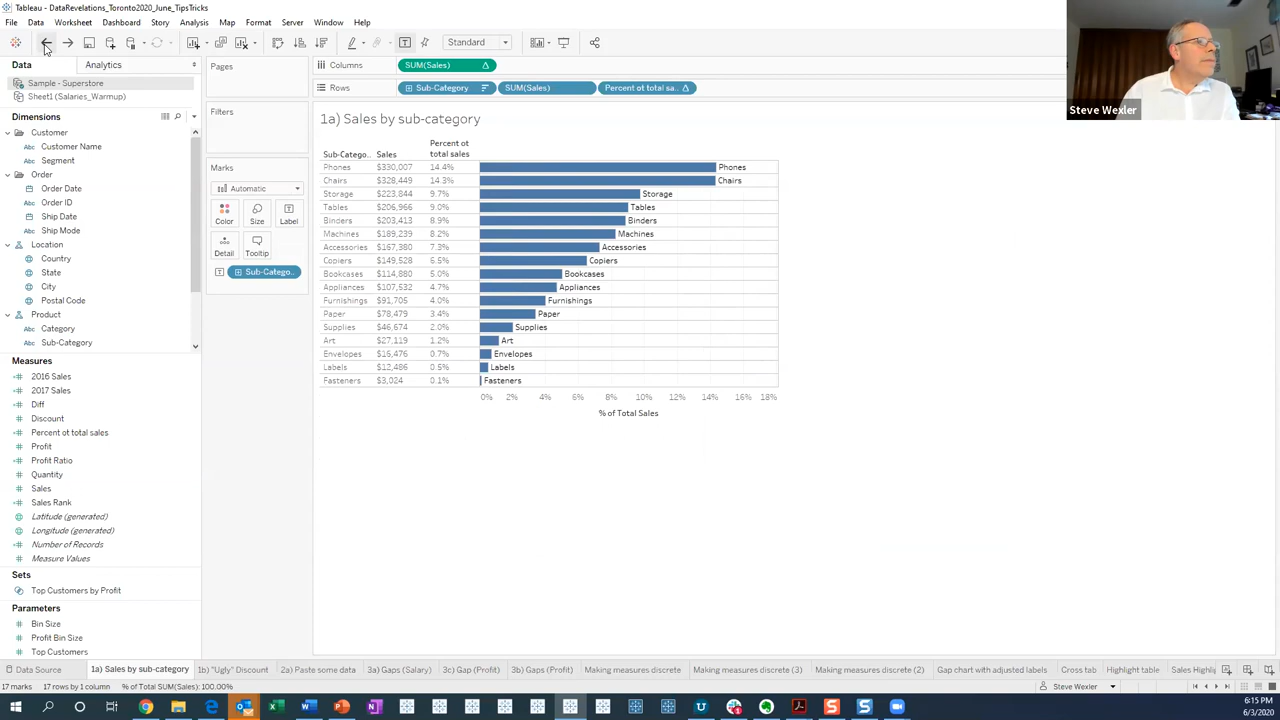 Tableau - DataRevelations_Toronto2020_June_TipsTricks
File Data Worksheet Dashboard Story Analysis Map Format Server Window Help
Standard
Steve Wexler
Data Analytics
Sample - Superstore
Sheet1 (Salaries_Warmup)
Dimensions
Customer
Abc Customer Name
Abc Segment
Order
Order Date
Abc Order ID
Ship Date
Abc Ship Mode
Location
Country
State
City
Postal Code
Product
Abc Category
Abc Sub-Category
Measures
2016 Sales
2017 Sales
Diff
Discount
Percent ot total sales
Profit
Profit Ratio
Quantity
Sales
Sales Rank
Latitude (generated)
Longitude (generated)
Number of Records
Measure Values
Sets
Top Customers by Profit
Parameters
Bin Size
Profit Bin Size
Top Customers
Pages
Filters
Marks
Automatic
Color Size Label
Detail Tooltip
Sub-Catego..
Columns SUM(Sales)
Rows Sub-Category SUM(Sales) Percent ot total sa..
1a) Sales by sub-category
Percent ot
Sub-Catego.. Sales total sales
Phones $330,007 14.4% Phones
Chairs $328,449 14.3% Chairs
Storage $223,844 9.7% Storage
Tables $206,966 9.0% Tables
Binders $203,413 8.9% Binders
Machines $189,239 8.2% Machines
Accessories $167,380 7.3% Accessories
Copiers $149,528 6.5% Copiers
Bookcases $114,880 5.0% Bookcases
Appliances $107,532 4.7% Appliances
Furnishings $91,705 4.0% Furnishings
Paper $78,479 3.4% Paper
Supplies $46,674 2.0% Supplies
Art $27,119 1.2% Art
Envelopes $16,476 0.7% Envelopes
Labels $12,486 0.5% Labels
Fasteners $3,024 0.1% Fasteners
0% 2% 4% 6% 8% 10% 12% 14% 16% 18%
% of Total Sales
Data Source 1a) Sales by sub-category 1b) "Ugly" Discount 2a) Paste some data 3a) Gaps (Salary) 3c) Gap (Profit) 3b) Gaps (Profit) Making measures discrete Making measures discrete (3) Making measures discrete (2) Gap chart with adjusted labels Cross tab Highlight table Sales Highlig
17 marks 17 rows by 1 column % of Total SUM(Sales): 100.00% Steve Wexler
6:15 PM
6/3/2020